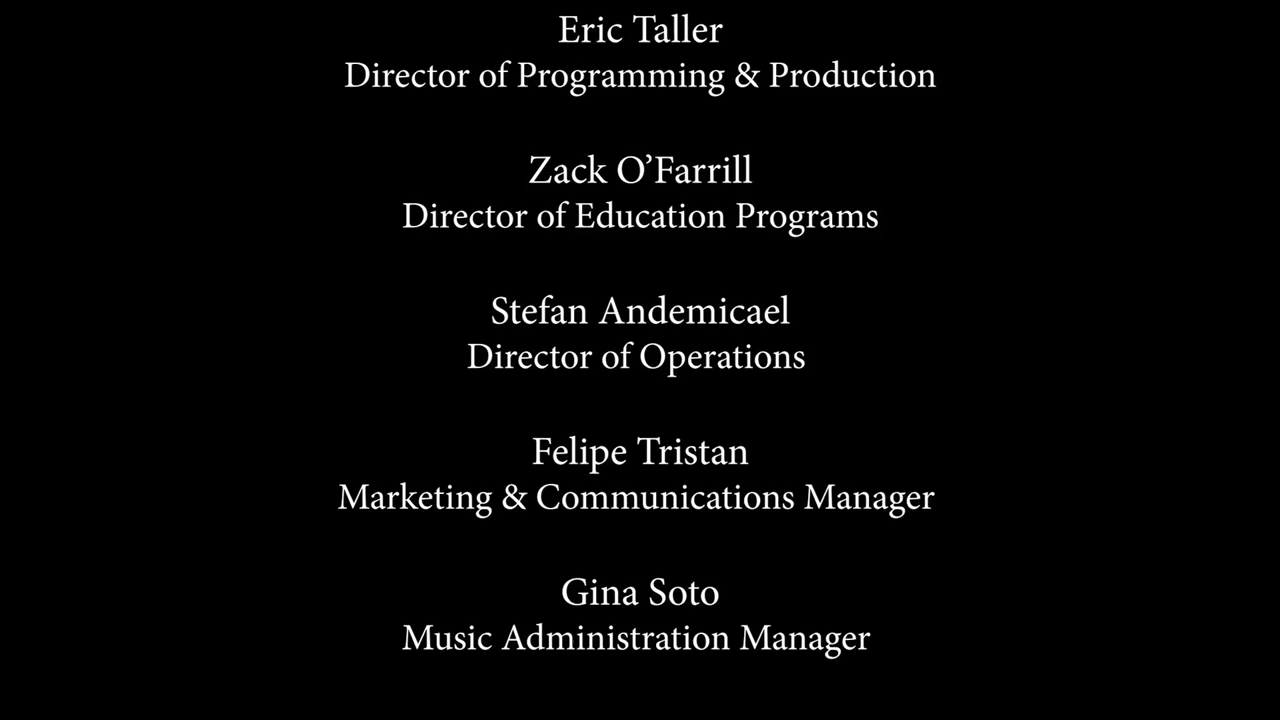 Eric Taller
Director of Programming & Production
Zack O’Farrill
Director of Education Programs
Stefan Andemicael
Director of Operations
Felipe Tristan
Marketing & Communications Manager
Gina Soto
Music Administration Manager